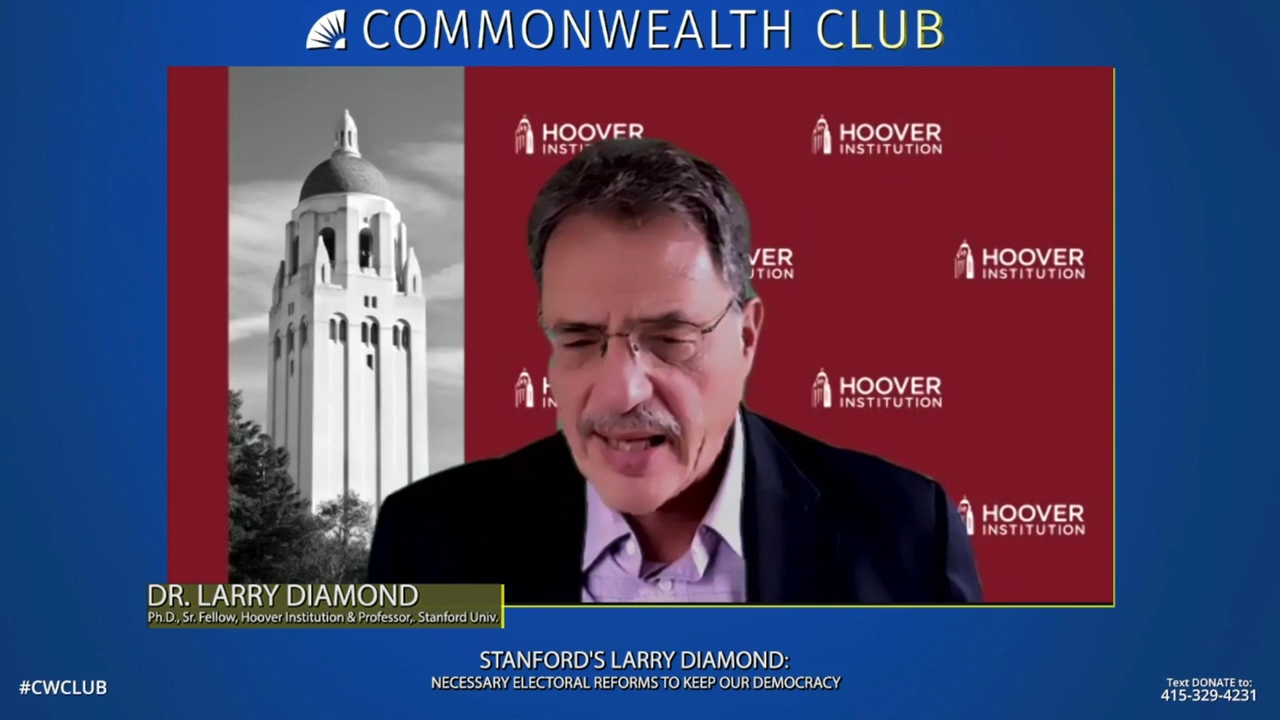 COMMONWEALTH CLUB
HOOVER
INSTITUTION
HOOVER
INSTITUTION
HOOVER
INSTITUTION
HOOVER
INSTITUTION
HOOVER
INSTITUTION
DR. LARRY DIAMOND
Ph.D., Sr. Fellow, Hoover Institution & Professor,. Stanford Univ.
STANFORD'S LARRY DIAMOND:
NECESSARY ELECTORAL REFORMS TO KEEP OUR DEMOCRACY
#CWCLUB
Text DONATE to:
415-329-4231